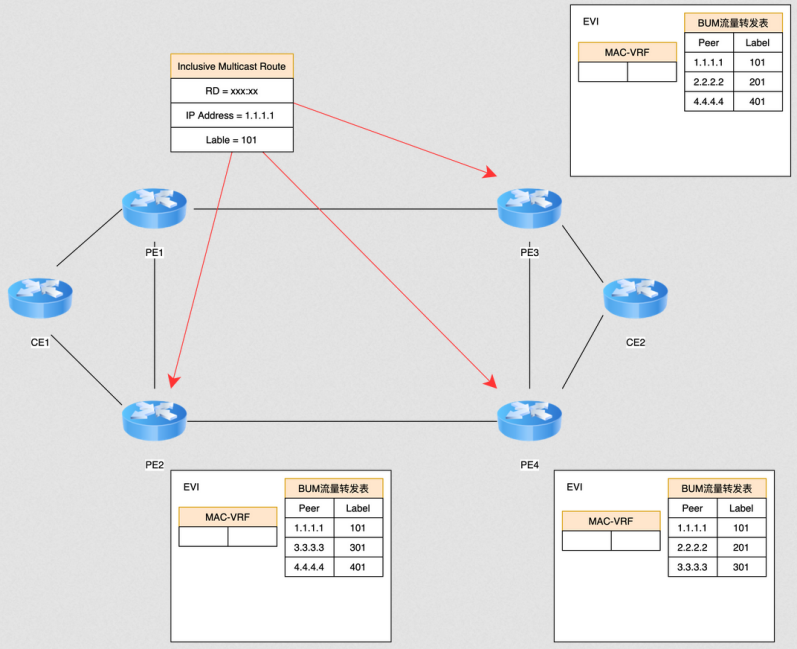 EVI
BUM流量转发表
MAC-VRF
Peer Label
1.1.1.1 101
2.2.2.2 201
4.4.4.4 401
Inclusive Multicast Route
RD = xxx:xx
IP Address = 1.1.1.1
Lable = 101
PE1
PE3
CE1
CE2
PE2
PE4
EVI
BUM流量转发表
MAC-VRF
Peer Label
1.1.1.1 101
3.3.3.3 301
4.4.4.4 401
EVI
BUM流量转发表
MAC-VRF
Peer Label
1.1.1.1 101
2.2.2.2 201
3.3.3.3 301